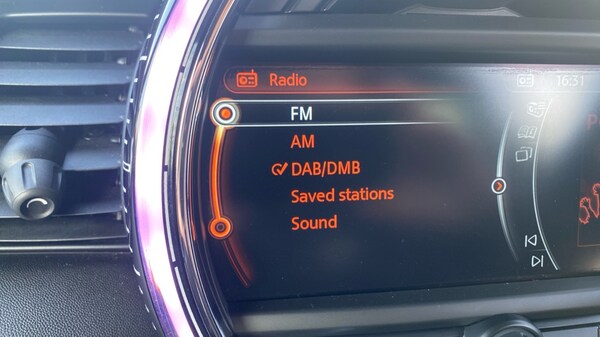 Radio
16:31
FM
AM
DAB/DMB
Saved stations
Sound